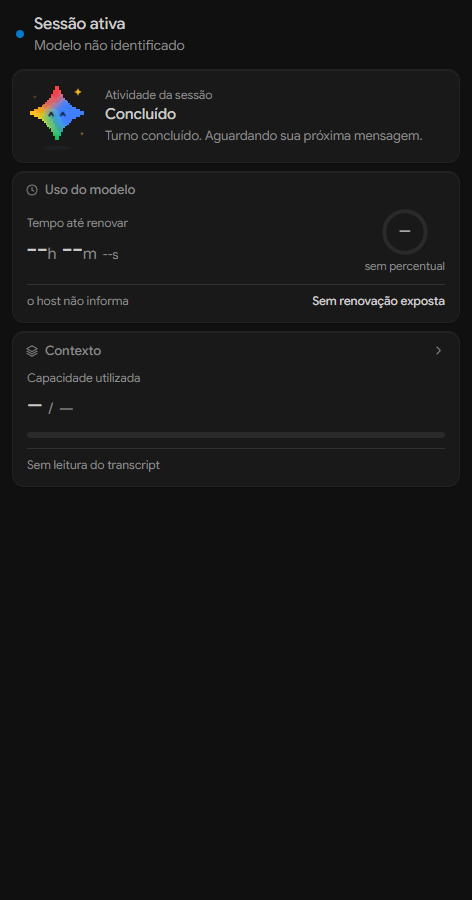 Sessão ativa
Modelo não identificado
Atividade da sessão
Concluído
Turno concluído. Aguardando sua próxima mensagem.
Uso do modelo
Tempo até renovar
--h --m --s
—
sem percentual
o host não informa
Sem renovação exposta
Contexto
Capacidade utilizada
— / —
Sem leitura do transcript